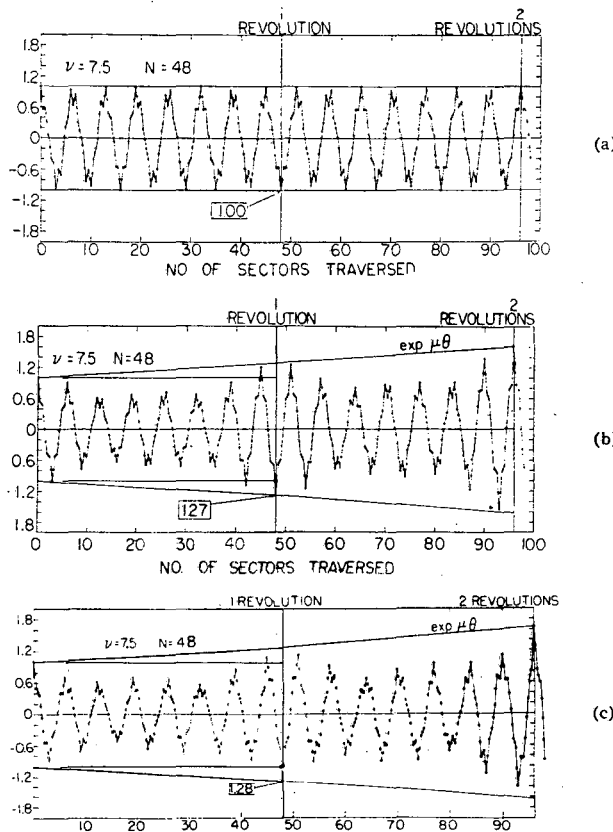 2
REVOLUTION REVOLUTIONS
1.8
1.2
0.6
0
-0.6
-1.2
-1.8
ν = 7.5 N = 48
1.00
(a)
0 10 20 30 40 50 60 70 80 90 100
NO OF SECTORS TRAVERSED
2
REVOLUTION REVOLUTIONS
1.8
1.2
0.6
0
0.6
1.2
1.8
ν = 7.5 N=48
exp μθ
127
(b)
0 10 20 30 40 50 60 70 80 90 100
NO. OF SECTORS TRAVERSED
1 REVOLUTION 2 REVOLUTIONS
1.8
1.2
0.6
0
-0.6
-1.2
-1.8
ν=7.5 N=48
exp μθ
1.28
(c)
10 20 30 40 50 60 70 80 90